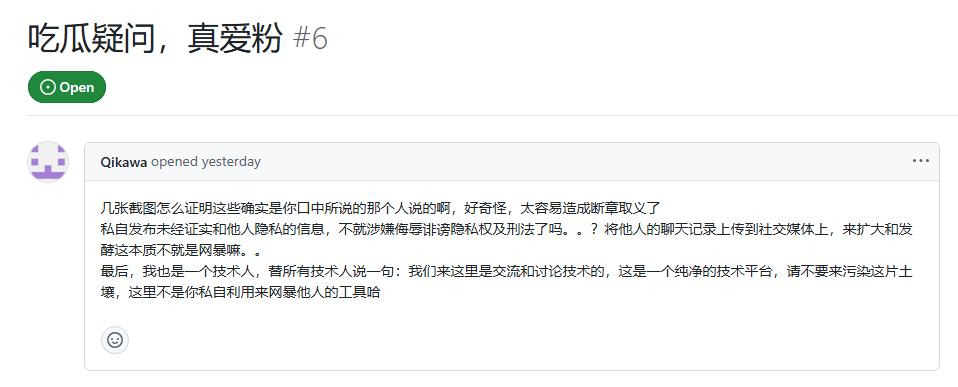 吃瓜疑问，真爱粉 #6
Open
Qikawa opened yesterday
几张截图怎么证明这些确实是你口中所说的那个人说的啊，好奇怪，太容易造成断章取义了
私自发布未经证实和他人隐私的信息，不就涉嫌侮辱诽谤隐私权及刑法了吗。。？将他人的聊天记录上传到社交媒体上，来扩大和发
酵这本质不就是网暴嘛。。
最后，我也是一个技术人，替所有技术人说一句：我们来这里是交流和讨论技术的，这是一个纯净的技术平台，请不要来污染这片土
壤，这里不是你私自利用来网暴他人的工具哈